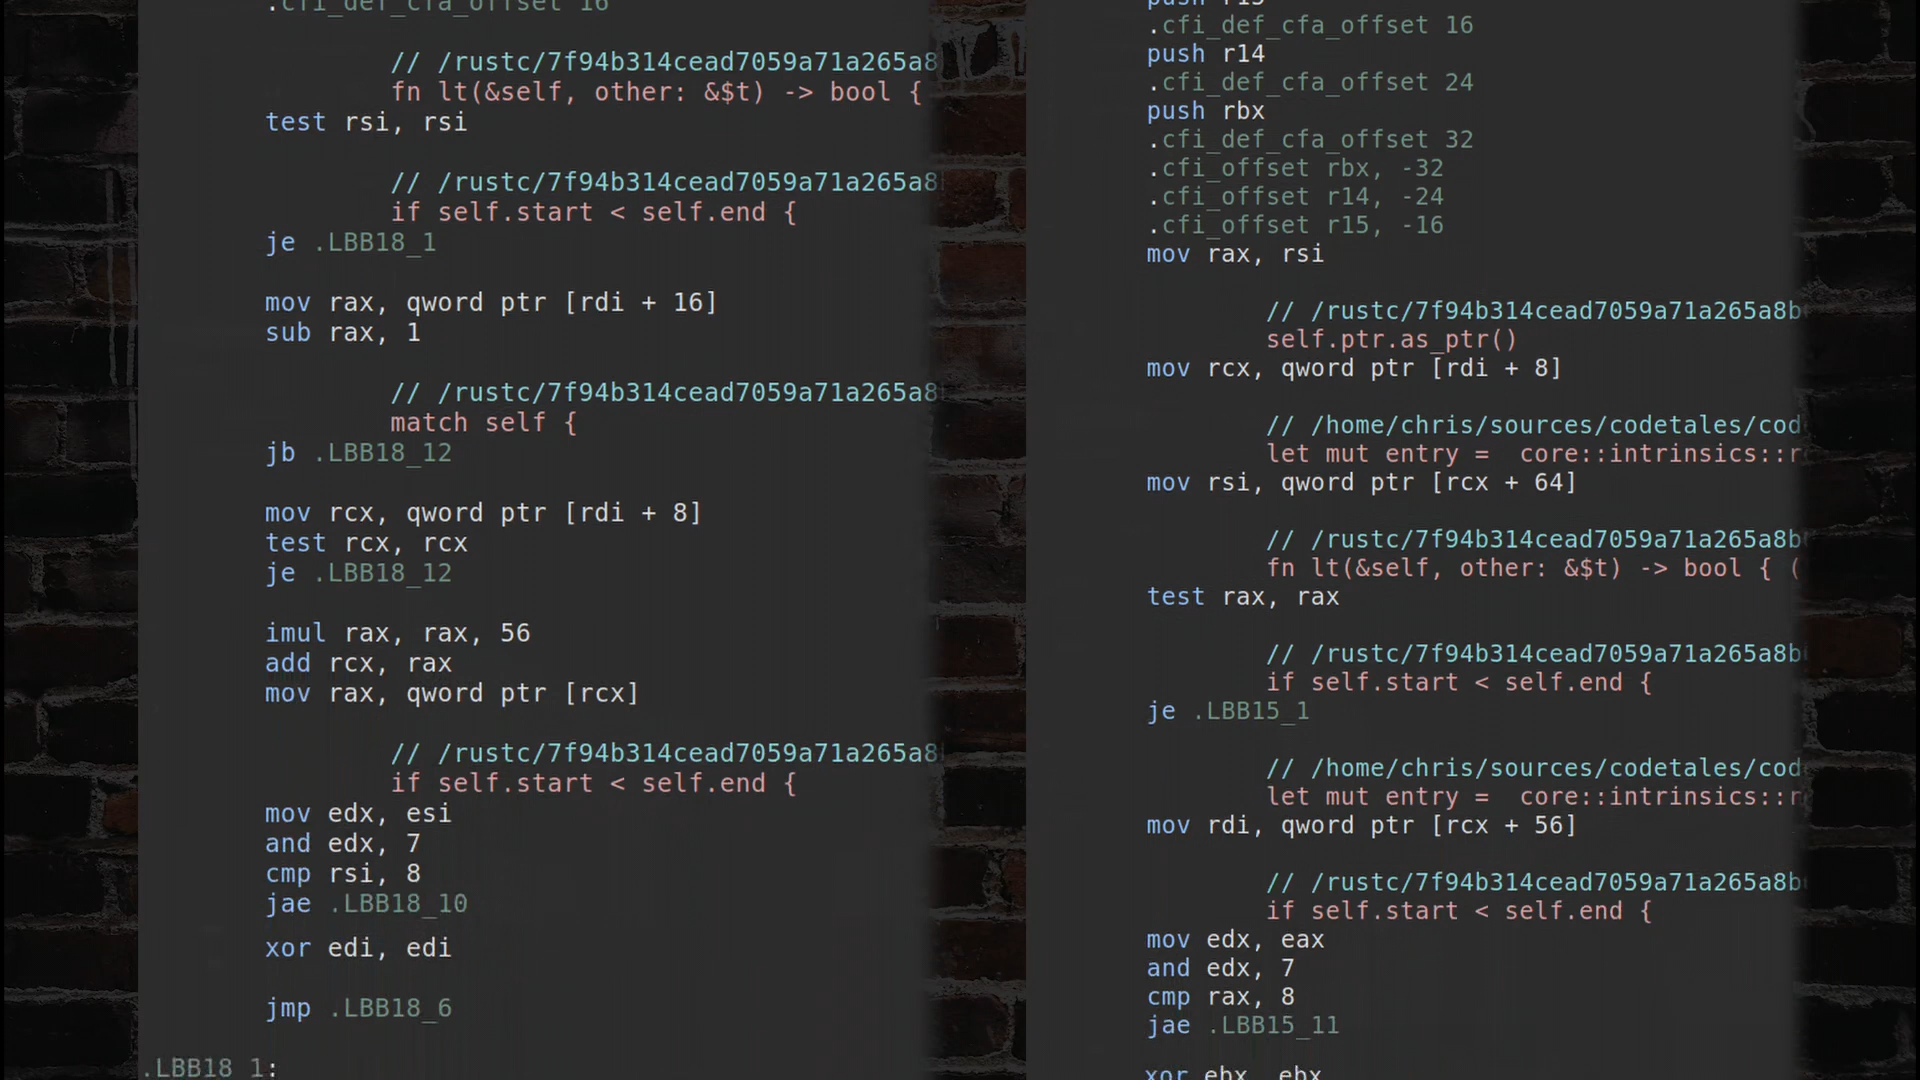 .cfi_def_cfa_offset 16
// /rustc/7f94b314cead7059a71a265a8
fn lt(&self, other: &$t) -> bool {
test rsi, rsi
// /rustc/7f94b314cead7059a71a265a8
if self.start < self.end {
je .LBB18_1
mov rax, qword ptr [rdi + 16]
sub rax, 1
// /rustc/7f94b314cead7059a71a265a8
match self {
jb .LBB18_12
mov rcx, qword ptr [rdi + 8]
test rcx, rcx
je .LBB18_12
imul rax, rax, 56
add rcx, rax
mov rax, qword ptr [rcx]
// /rustc/7f94b314cead7059a71a265a8
if self.start < self.end {
mov edx, esi
and edx, 7
cmp rsi, 8
jae .LBB18_10
xor edi, edi
jmp .LBB18_6
.LBB18_1:
push r15
.cfi_def_cfa_offset 16
push r14
.cfi_def_cfa_offset 24
push rbx
.cfi_def_cfa_offset 32
.cfi_offset rbx, -32
.cfi_offset r14, -24
.cfi_offset r15, -16
mov rax, rsi
// /rustc/7f94b314cead7059a71a265a8b
self.ptr.as_ptr()
mov rcx, qword ptr [rdi + 8]
// /home/chris/sources/codetales/cod
let mut entry =  core::intrinsics::r
mov rsi, qword ptr [rcx + 64]
// /rustc/7f94b314cead7059a71a265a8b
fn lt(&self, other: &$t) -> bool { (
test rax, rax
// /rustc/7f94b314cead7059a71a265a8b
if self.start < self.end {
je .LBB15_1
// /home/chris/sources/codetales/cod
let mut entry =  core::intrinsics::r
mov rdi, qword ptr [rcx + 56]
// /rustc/7f94b314cead7059a71a265a8b
if self.start < self.end {
mov edx, eax
and edx, 7
cmp rax, 8
jae .LBB15_11
xor ebx, ebx